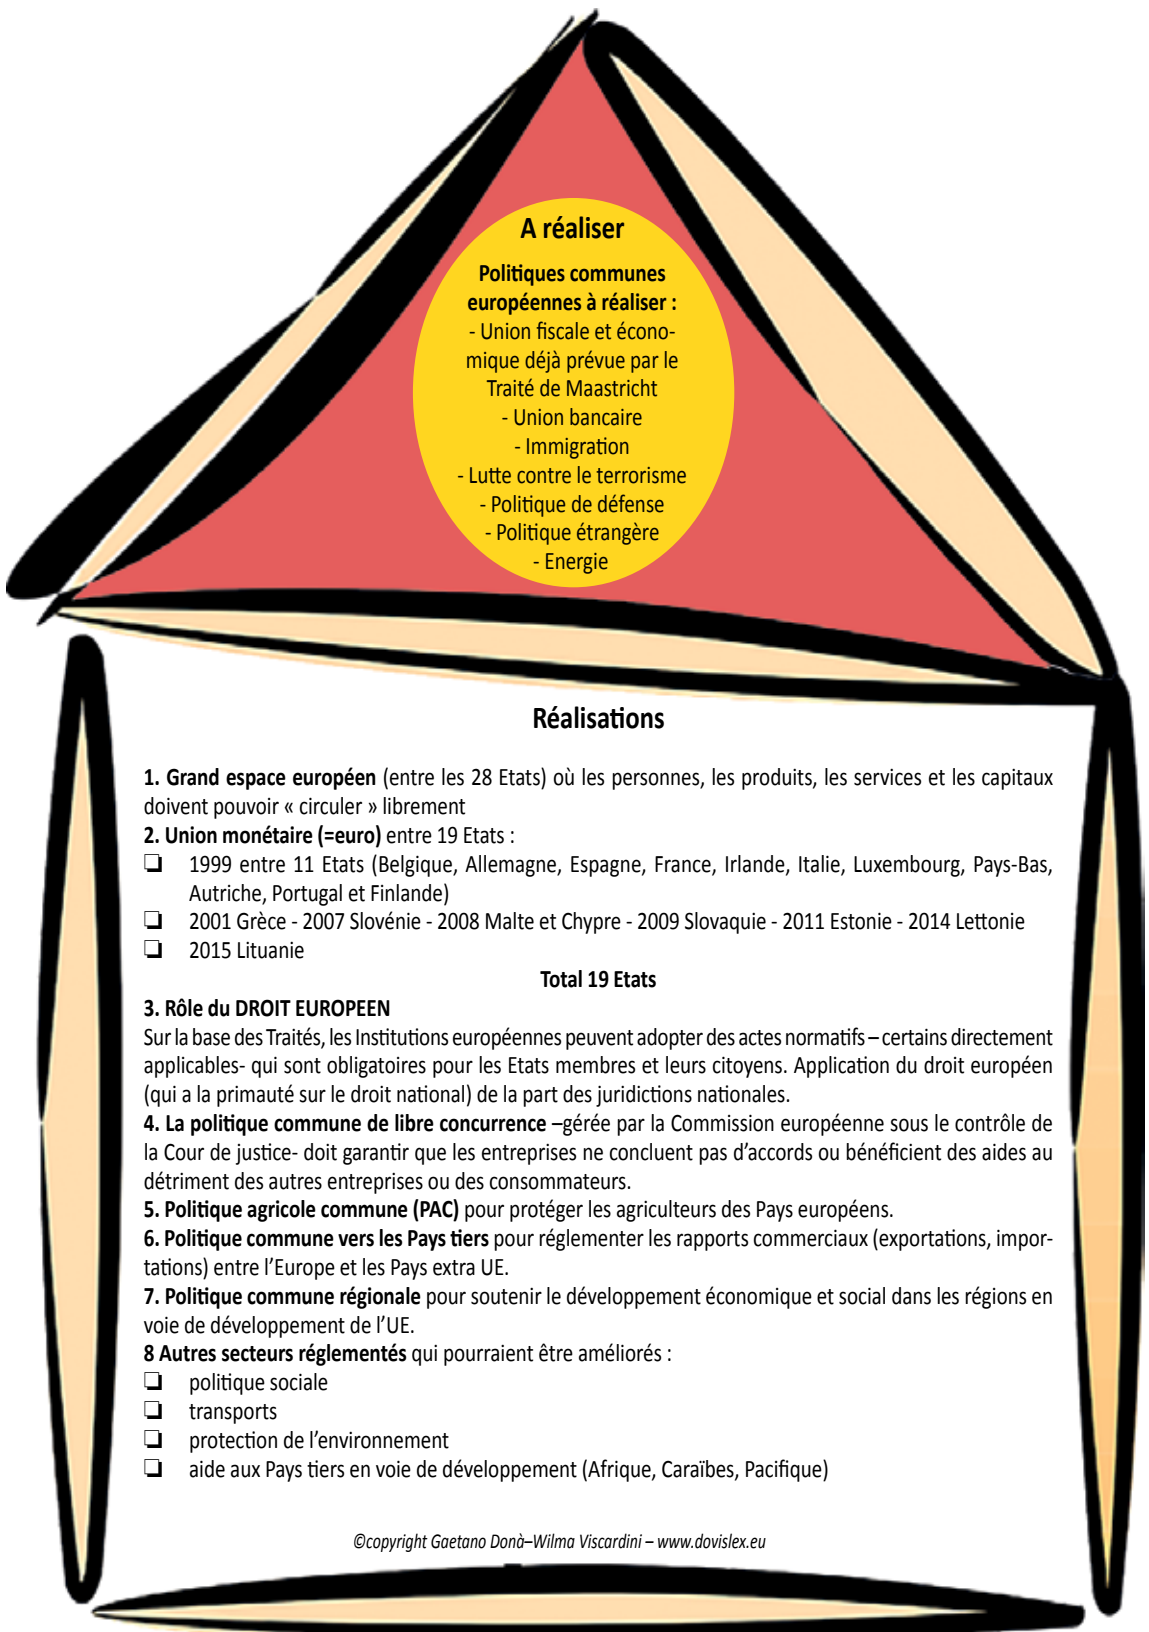 A réaliser
Politiques communes
européennes à réaliser :
- Union fiscale et écono-
mique déjà prévue par le
Traité de Maastricht
- Union bancaire
- Immigration
- Lutte contre le terrorisme
- Politique de défense
- Politique étrangère
- Energie
Réalisations
1. Grand espace européen (entre les 28 Etats) où les personnes, les produits, les services et les capitaux
doivent pouvoir « circuler » librement
2. Union monétaire (=euro) entre 19 Etats :
❏ 1999 entre 11 Etats (Belgique, Allemagne, Espagne, France, Irlande, Italie, Luxembourg, Pays-Bas,
Autriche, Portugal et Finlande)
❏ 2001 Grèce - 2007 Slovénie - 2008 Malte et Chypre - 2009 Slovaquie - 2011 Estonie - 2014 Lettonie
❏ 2015 Lituanie
Total 19 Etats
3. Rôle du DROIT EUROPEEN
Sur la base des Traités, les Institutions européennes peuvent adopter des actes normatifs – certains directement
applicables- qui sont obligatoires pour les Etats membres et leurs citoyens. Application du droit européen
(qui a la primauté sur le droit national) de la part des juridictions nationales.
4. La politique commune de libre concurrence –gérée par la Commission européenne sous le contrôle de
la Cour de justice- doit garantir que les entreprises ne concluent pas d’accords ou bénéficient des aides au
détriment des autres entreprises ou des consommateurs.
5. Politique agricole commune (PAC) pour protéger les agriculteurs des Pays européens.
6. Politique commune vers les Pays tiers pour réglementer les rapports commerciaux (exportations, impor-
tations) entre l’Europe et les Pays extra UE.
7. Politique commune régionale pour soutenir le développement économique et social dans les régions en
voie de développement de l’UE.
8 Autres secteurs réglementés qui pourraient être améliorés :
❏ politique sociale
❏ transports
❏ protection de l’environnement
❏ aide aux Pays tiers en voie de développement (Afrique, Caraïbes, Pacifique)
©copyright Gaetano Donà–Wilma Viscardini – www.dovislex.eu